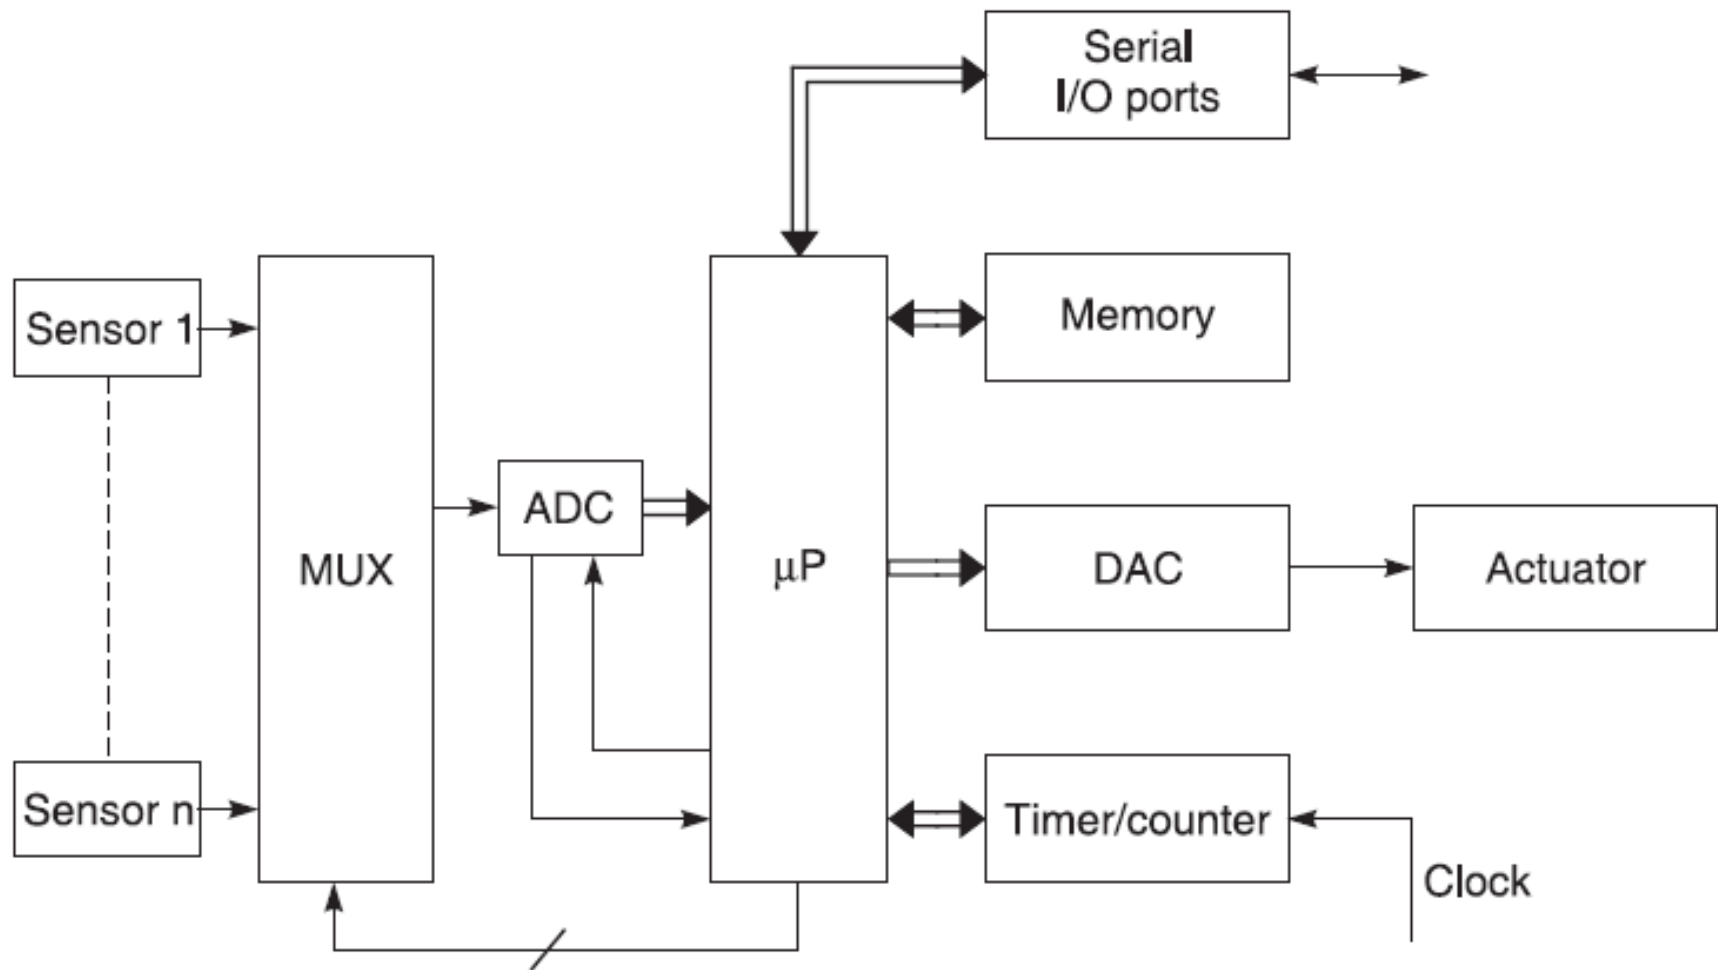 Serial
I/O ports
Sensor 1
Memory
ADC
MUX
μP
DAC
Actuator
Sensor n
Timer/counter
Clock